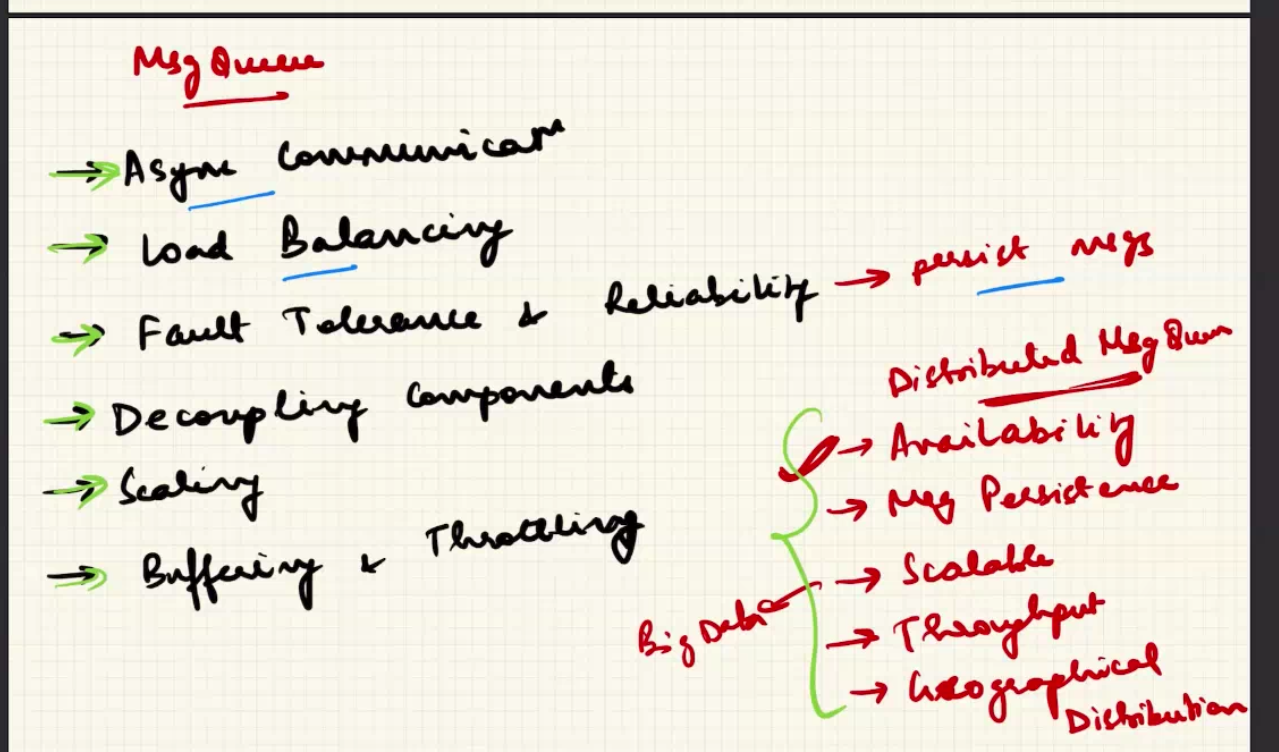 Msg Queue
→ Async Communicatⁿ
→ Load Balancing
→ Fault Tolerance & Reliability → persist msgs
→ Decoupling Components
→ Scaling
→ Buffering & Throttling
Distributed Msg Queue
→ Availability
→ Msg Persistence
→ Scalable
→ Throughput
→ Geographical
Distribution
Big Data